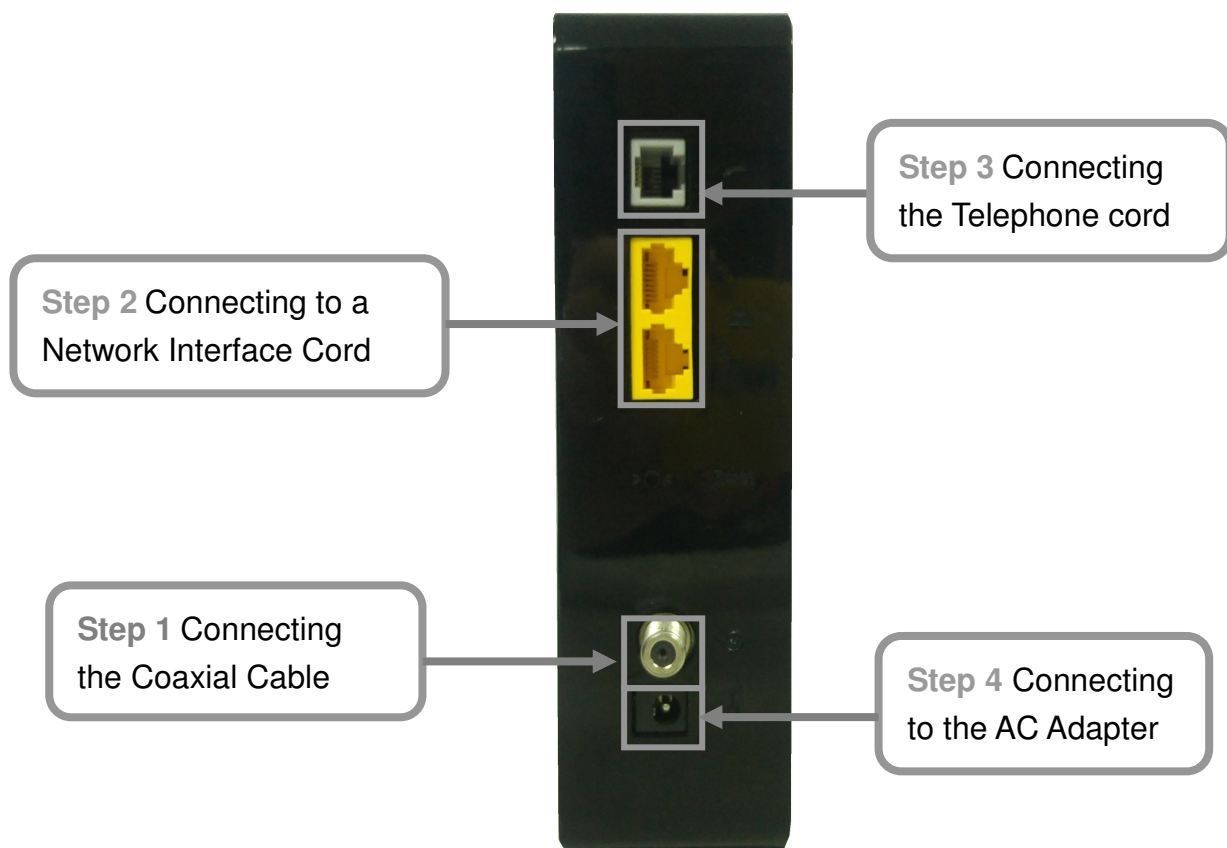 Step 3 Connecting
the Telephone cord
Step 2 Connecting to a
Network Interface Cord
Step 1 Connecting
the Coaxial Cable
Step 4 Connecting
to the AC Adapter